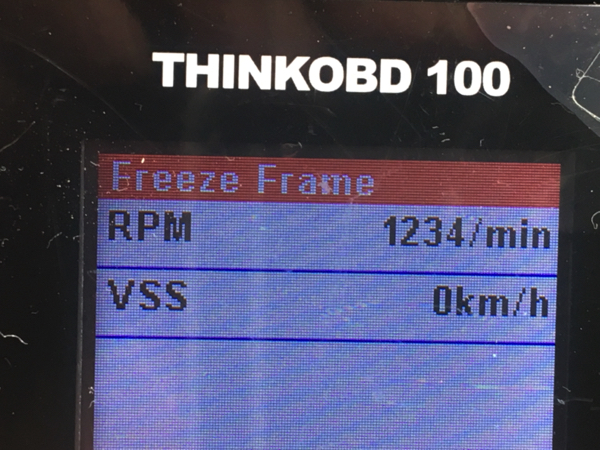 THINKOBD 100
Freeze Frame
RPM 1234/min
VSS 0km/h